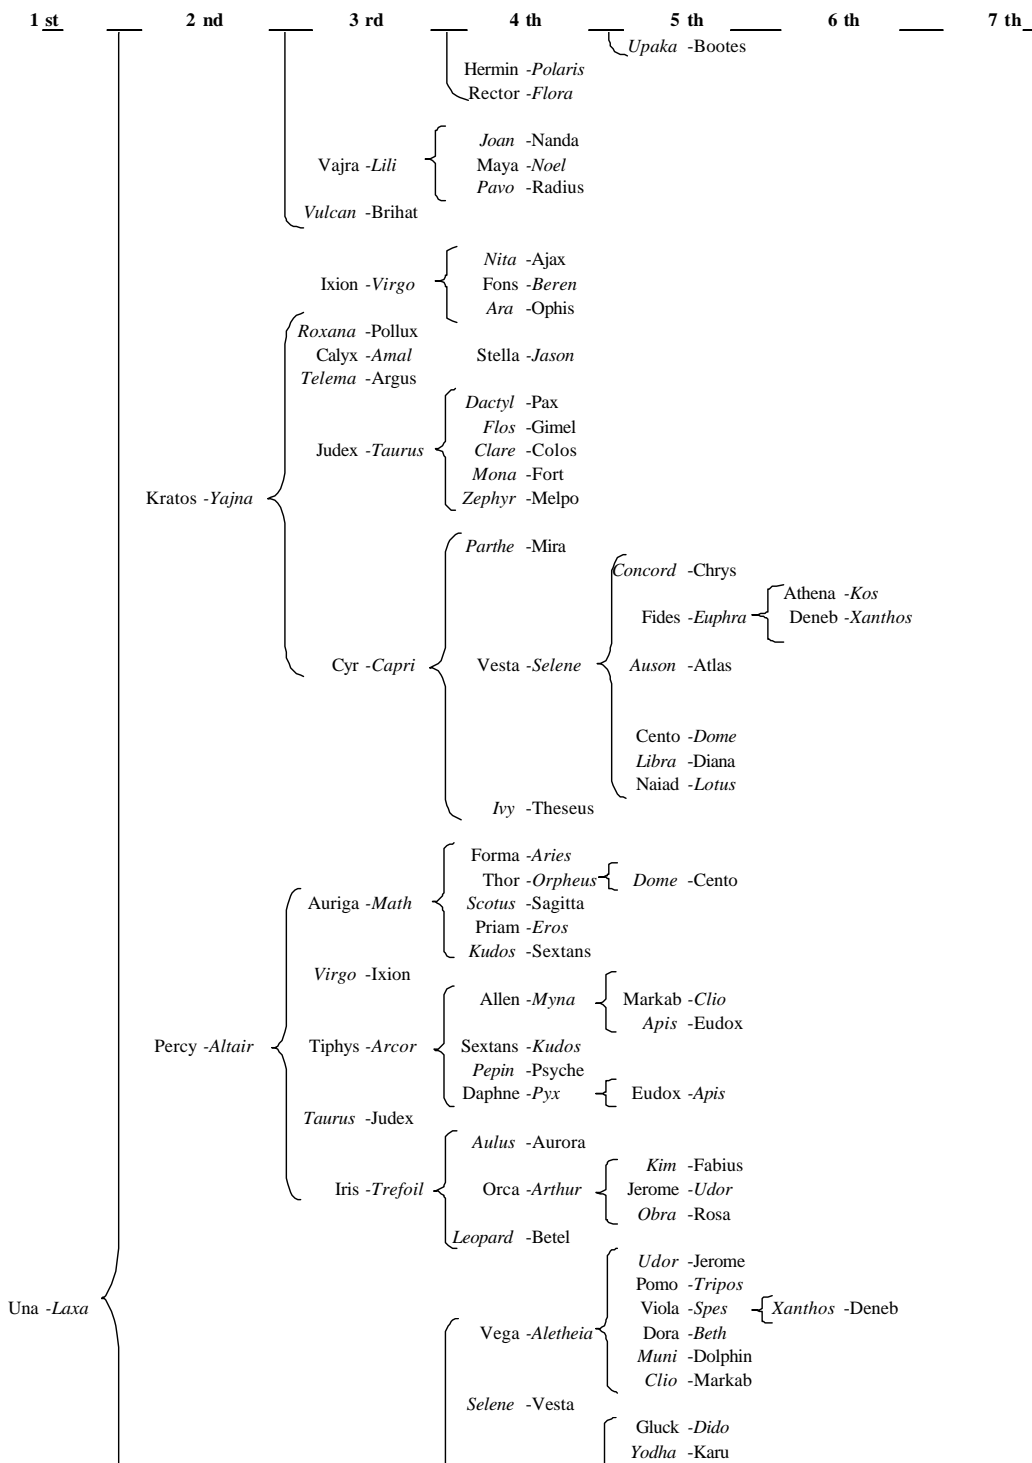 1 st 2 nd 3 rd 4 th 5 th 6 th 7 th
Upaka -Bootes
Hermin -Polaris
Rector -Flora
Joan -Nanda
Vajra -Lili Maya -Noel
Pavo -Radius
Vulcan -Brihat
Nita -Ajax
Ixion -Virgo Fons -Beren
Ara -Ophis
Roxana -Pollux
Calyx -Amal Stella -Jason
Telema -Argus
Dactyl -Pax
Flos -Gimel
Judex -Taurus Clare -Colos
Mona -Fort
Kratos -Yajna Zephyr -Melpo
Parthe -Mira
Concord -Chrys
Athena -Kos
Fides -Euphra Deneb -Xanthos
Cyr -Capri Vesta -Selene Auson -Atlas
Cento -Dome
Libra -Diana
Naiad -Lotus
Ivy -Theseus
Forma -Aries
Thor -Orpheus Dome -Cento
Auriga -Math Scotus -Sagitta
Priam -Eros
Kudos -Sextans
Virgo -Ixion
Allen -Myna Markab -Clio
Apis -Eudox
Percy -Altair Tiphys -Arcor Sextans -Kudos
Pepin -Psyche
Daphne -Pyx Eudox -Apis
Taurus -Judex
Aulus -Aurora
Kim -Fabius
Iris -Trefoil Orca -Arthur Jerome -Udor
Obra -Rosa
Leopard -Betel
Udor -Jerome
Pomo -Tripos
Una -Laxa Viola -Spes Xanthos -Deneb
Vega -Aletheia Dora -Beth
Muni -Dolphin
Clio -Markab
Selene -Vesta
Gluck -Dido
Yodha -Karu